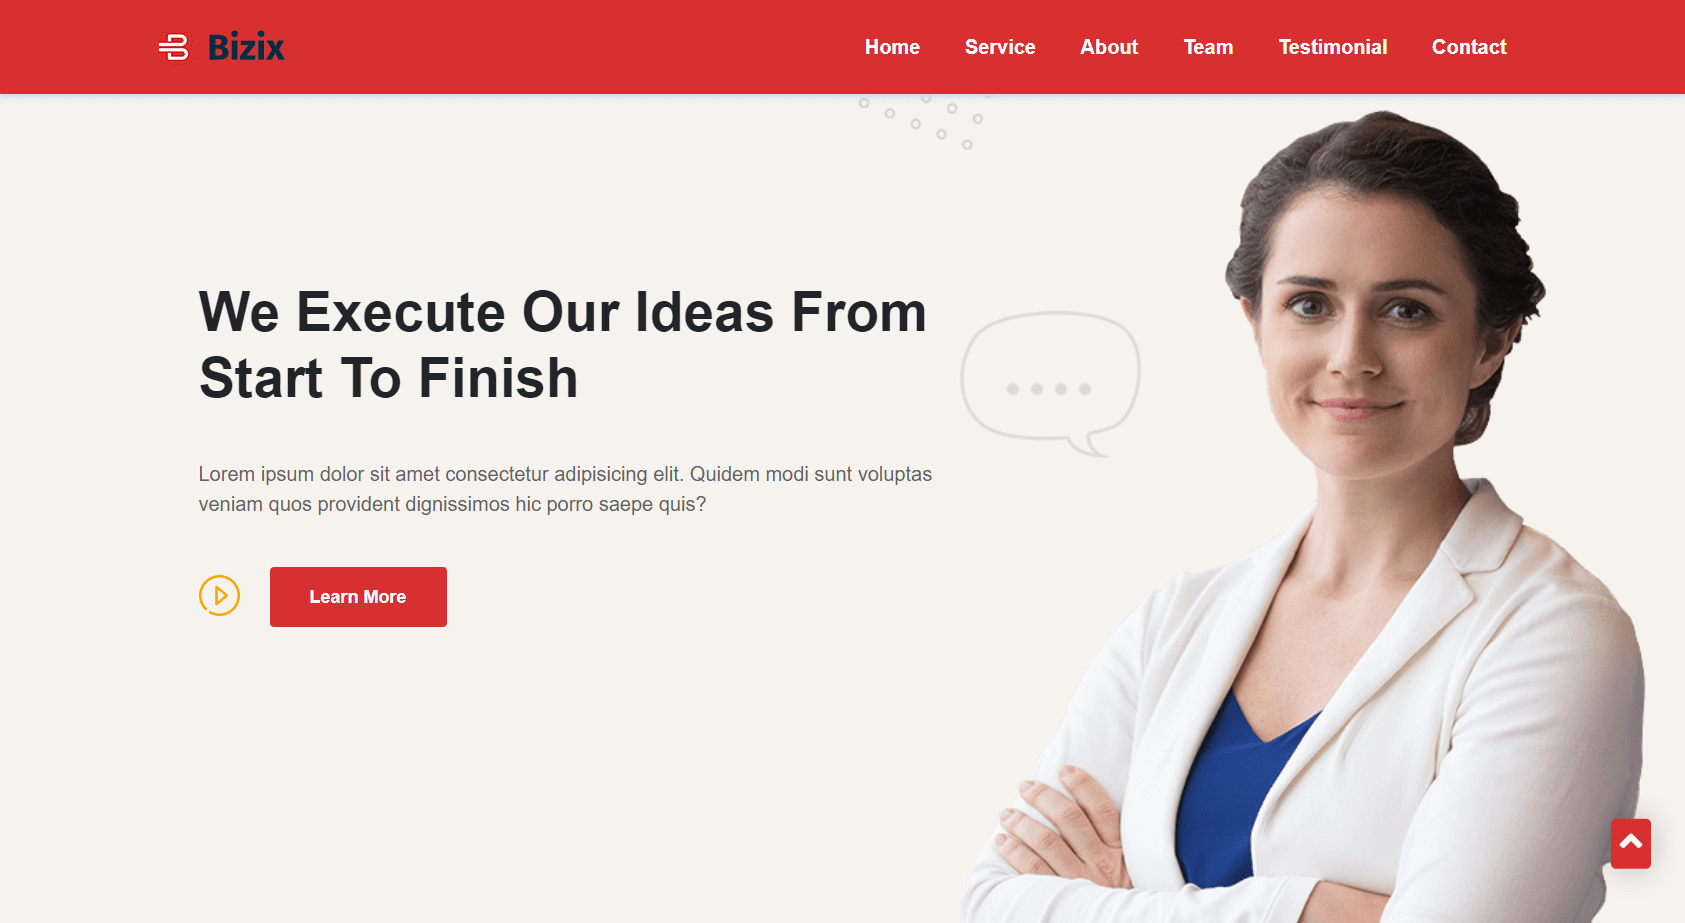 Bizix
Home Service About Team Testimonial Contact
We Execute Our Ideas From
Start To Finish
Lorem ipsum dolor sit amet consectetur adipisicing elit. Quidem modi sunt voluptas
veniam quos provident dignissimos hic porro saepe quis?
Learn More